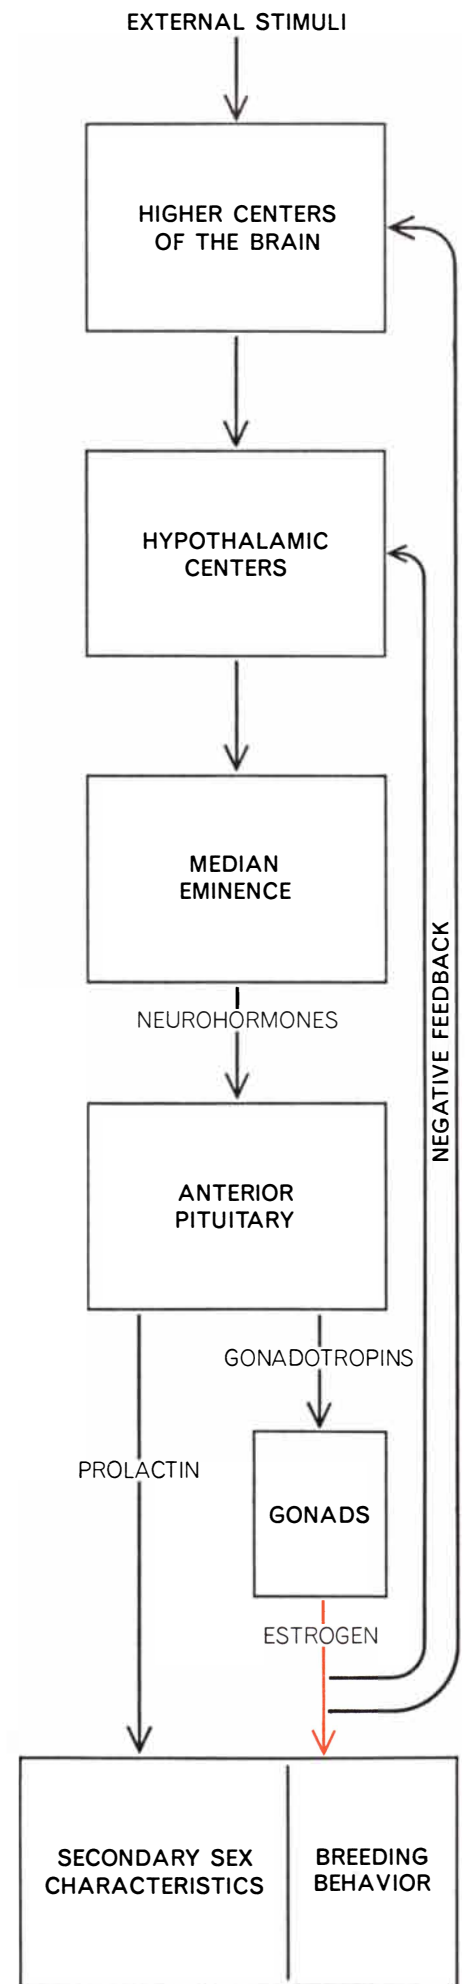 EXTERNAL STIMULI
HIGHER CENTERS
OF THE BRAIN
HYPOTHALAMIC
CENTERS
MEDIAN
EMINENCE
NEUROHORMONES
NEGATIVE FEEDBACK
ANTERIOR
PITUITARY
GONADOTROPINS
PROLACTIN
GONADS
ESTROGEN
SECONDARY SEX
CHARACTERISTICS
BREEDING
BEHAVIOR